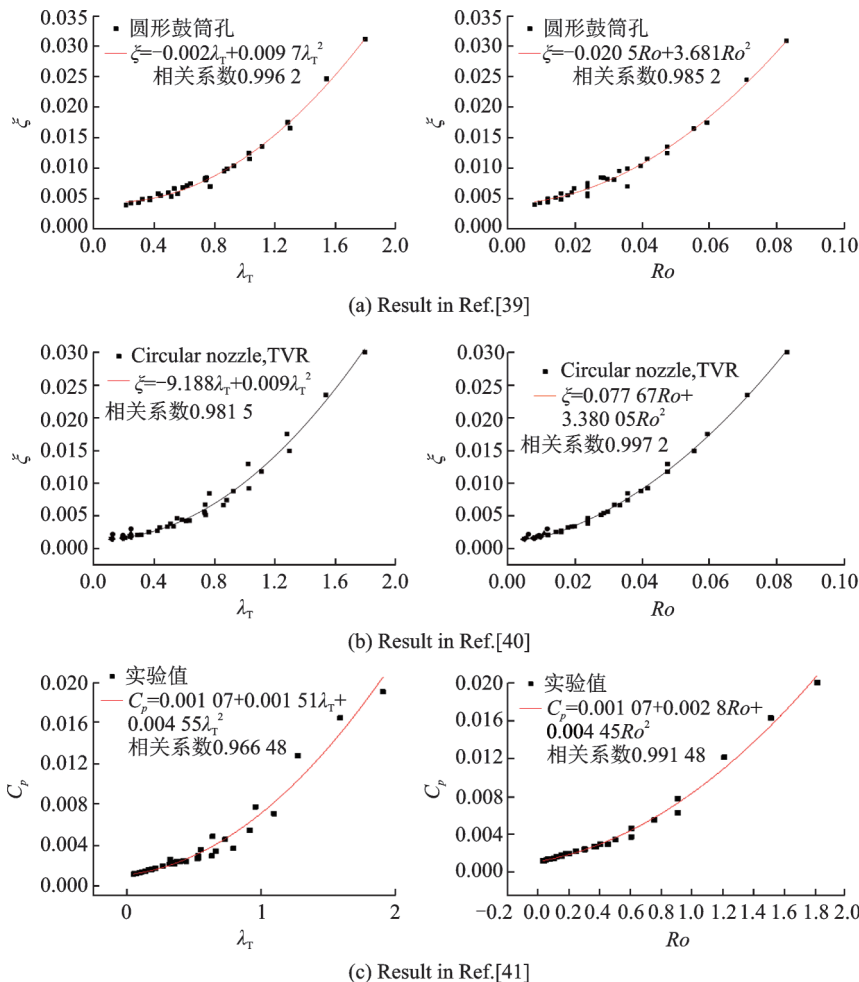 0.035
0.030
0.025
0.020
0.015
0.010
0.005
0.000
ξ
圆形鼓筒孔
ξ=−0.002λT+0.009 7λT²
相关系数0.996 2
0.0 0.4 0.8 1.2 1.6 2.0
λT
0.035
0.030
0.025
0.020
0.015
0.010
0.005
0.000
ξ
圆形鼓筒孔
ξ=−0.020 5Ro+3.681Ro²
相关系数0.985 2
0.00 0.02 0.04 0.06 0.08 0.10
Ro
(a) Result in Ref.[39]
0.030
0.025
0.020
0.015
0.010
0.005
0.000
ξ
Circular nozzle,TVR
ξ=−9.188λT+0.009λT²
相关系数0.981 5
0.0 0.4 0.8 1.2 1.6 2.0
λT
0.030
0.025
0.020
0.015
0.010
0.005
0.000
ξ
Circular nozzle,TVR
ξ=0.077 67Ro+
3.380 05Ro²
相关系数0.997 2
0.00 0.02 0.04 0.06 0.08 0.10
Ro
(b) Result in Ref.[40]
0.020
0.016
0.012
0.008
0.004
0.000
Cp
实验值
Cp=0.001 07+0.001 51λT+
0.004 55λT²
相关系数0.966 48
0 1 2
λT
0.020
0.016
0.012
0.008
0.004
0.000
Cp
实验值
Cp=0.001 07+0.002 8Ro+
0.004 45Ro²
相关系数0.991 48
−0.2 0.0 0.2 0.4 0.6 0.8 1.0 1.2 1.4 1.6 1.8 2.0
Ro
(c) Result in Ref.[41]